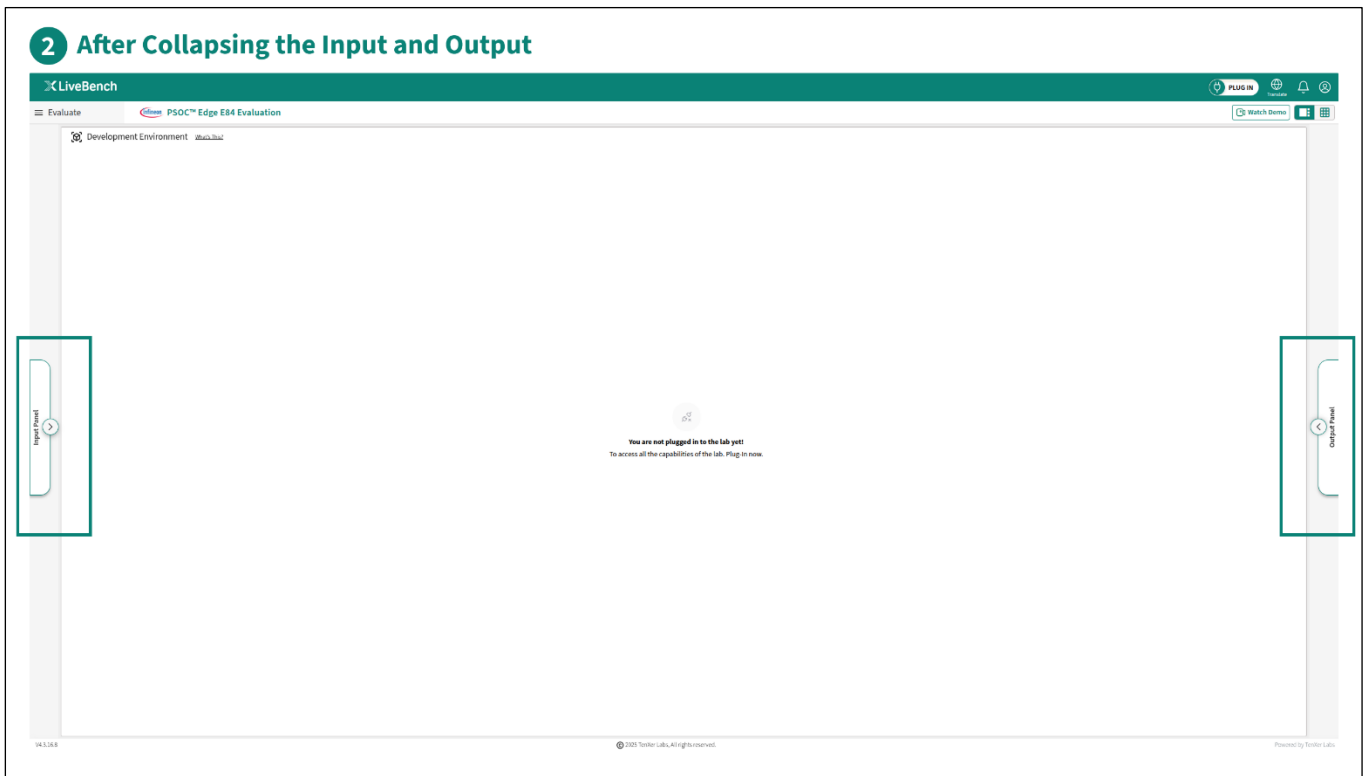 2 After Collapsing the Input and Output
LiveBench
PLUG IN
Translate
Evaluate
infineon PSOC™ Edge E84 Evaluation
Watch Demo
Development Environment What's This?
Input Panel
Output Panel
You are not plugged in to the lab yet!
To access all the capabilities of the lab. Plug-In now.
V4.5.16.8
© 2025 TenXer Labs, All rights reserved.
Powered by TenXer Labs